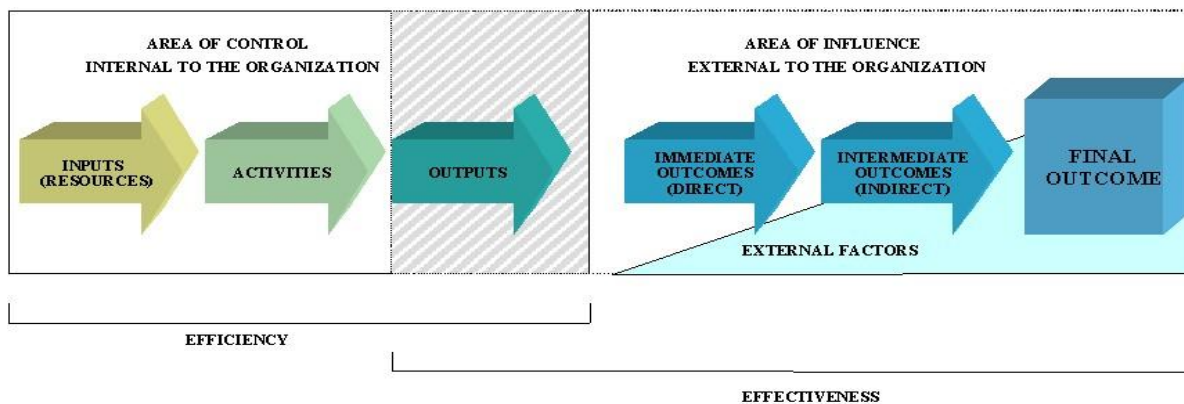 AREA OF CONTROL
INTERNAL TO THE ORGANIZATION
AREA OF INFLUENCE
EXTERNAL TO THE ORGANIZATION
INPUTS
(RESOURCES)
ACTIVITIES
OUTPUTS
IMMEDIATE
OUTCOMES
(DIRECT)
INTERMEDIATE
OUTCOMES
(INDIRECT)
FINAL
OUTCOME
EXTERNAL FACTORS
EFFICIENCY
EFFECTIVENESS